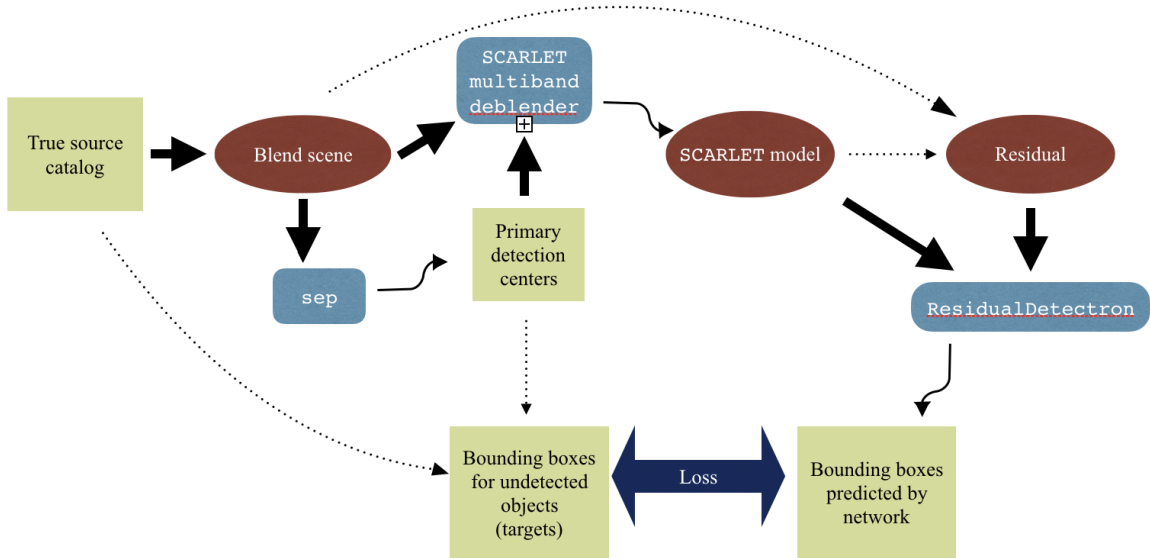 True source
catalog
Blend scene
SCARLET
multiband
deblender
SCARLET model
Residual
sep
Primary
detection
centers
ResidualDetectron
Bounding boxes
for undetected
objects
(targets)
Loss
Bounding boxes
predicted by
network